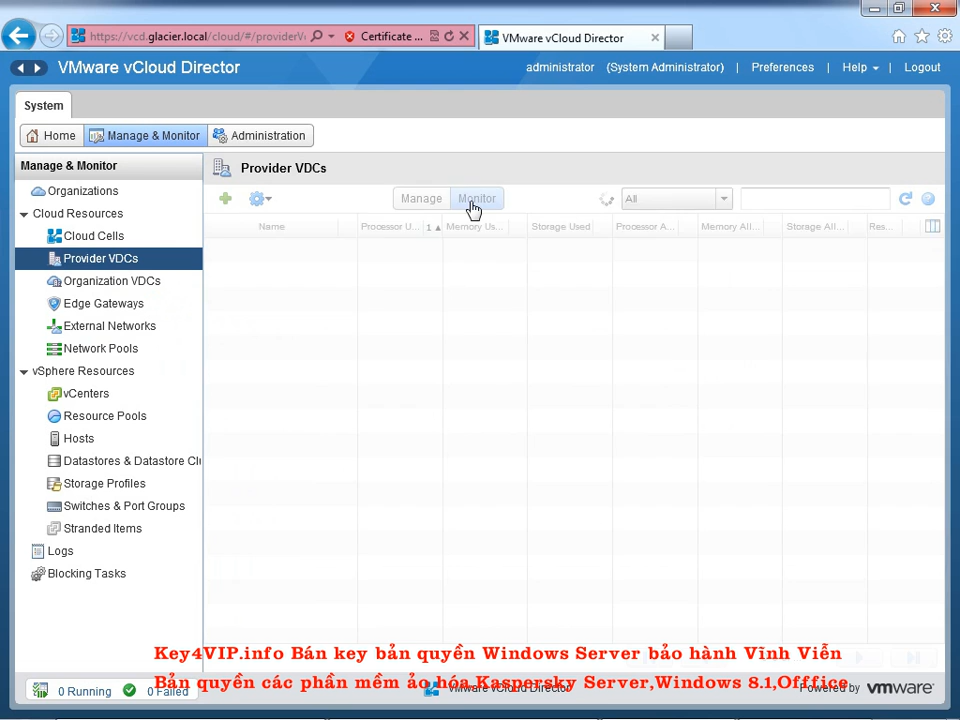 https://vcd.glacier.local/cloud/#/providerV
Certificate ...
VMware vCloud Director
VMware vCloud Director
administrator (System Administrator) | Preferences | Help | Logout
System
Home
Manage & Monitor
Administration
Manage & Monitor
Provider VDCs
Organizations
Cloud Resources
Cloud Cells
Provider VDCs
Organization VDCs
Edge Gateways
External Networks
Network Pools
vSphere Resources
vCenters
Resource Pools
Hosts
Datastores & Datastore Cl
Storage Profiles
Switches & Port Groups
Stranded Items
Logs
Blocking Tasks
Manage
Monitor
All
Name
Processor U...
1 ▲
Memory Us...
Storage Used
Processor A...
Memory All...
Storage All...
Res...
Key4VIP.info Bán key bản quyền Windows Server bảo hành Vĩnh Viễn
Bản quyền các phần mềm ảo hóa,Kaspersky Server,Windows 8.1,Offfice
0 Running
0 Failed
VMware vCloud Director
Powered by vmware